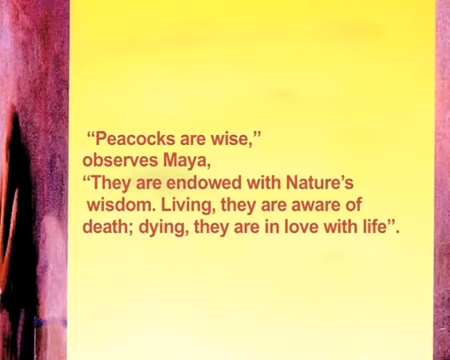 “Peacocks are wise,”
observes Maya,
“They are endowed with Nature’s
wisdom. Living, they are aware of
death; dying, they are in love with life”.